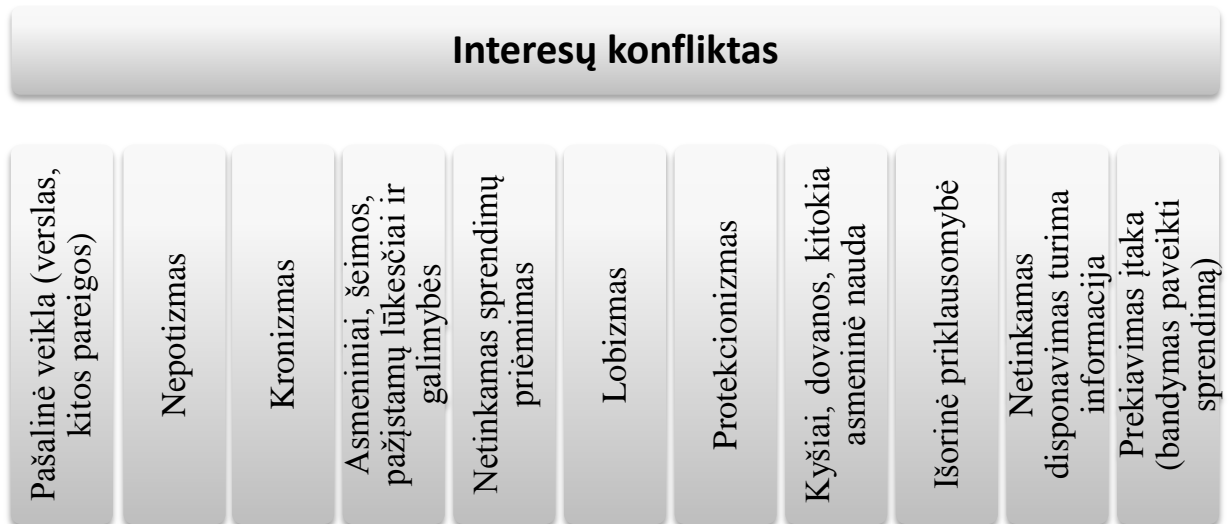 Interesų konfliktas
Pašalinė veikla (verslas,
kitos pareigos)
Nepotizmas
Kronizmas
Asmeniniai, šeimos,
pažįstamų lūkesčiai ir
galimybės
Netinkamas sprendimų
priėmimas
Lobizmas
Protekcionizmas
Kyšiai, dovanos, kitokia
asmeninė nauda
Išorinė priklausomybė
Netinkamas
disponavimas turima
informacija
Prekiavimas įtaka
(bandymas paveikti
sprendimą)